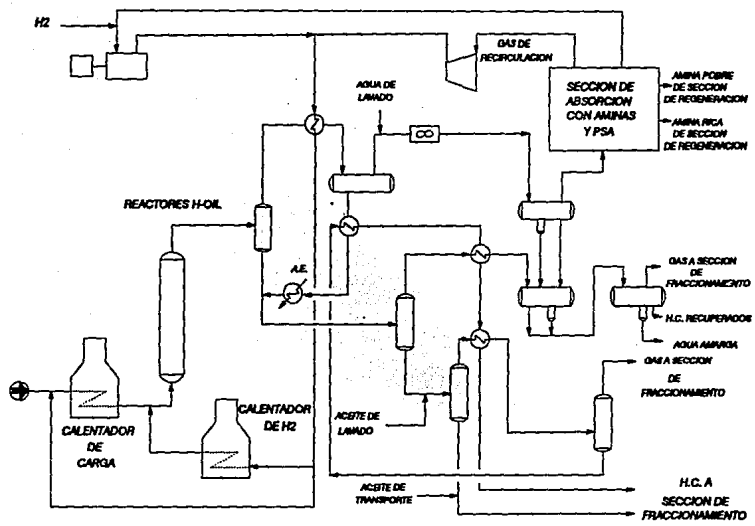 H2
GAS DE
RECIRCULACION
SECCION DE
ABSORCION
CON AMINAS
Y PSA
AMINA POBRE
DE SECCION
DE REGENERACION
AMINA RICA
DE SECCION
DE REGENERACION
AGUA DE
LAVADO
REACTORES H-OIL
A.E.
GAS A SECCION
DE
FRACCIONAMIENTO
H.C. RECUPERADOS
AGUA AMARGA
GAS A SECCION
DE
FRACCIONAMIENTO
CALENTADOR
DE
CARGA
CALENTADOR
DE H2
ACEITE DE
LAVADO
ACEITE DE
TRANSPORTE
H.C. A
SECCION DE
FRACCIONAMIENTO